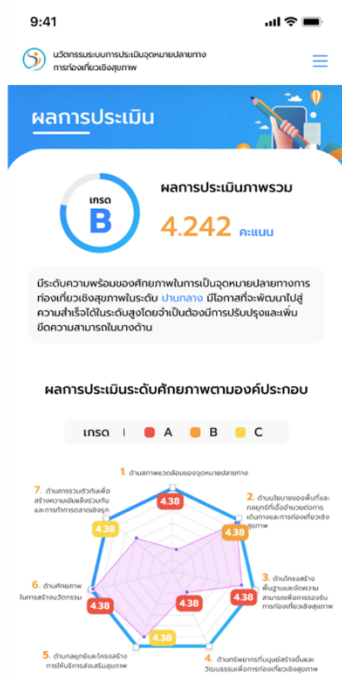 9:41
นวัตกรรมระบบการประเมินจุดหมายปลายทาง
การท่องเที่ยวเชิงสุขภาพ
ผลการประเมิน
เกรด
B
ผลการประเมินภาพรวม
4.242 คะแนน
มีระดับความพร้อมของศักยภาพในการเป็นจุดหมายปลายทางการ
ท่องเที่ยวเชิงสุขภาพในระดับ ปานกลาง มีโอกาสที่จะพัฒนาไปสู่
ความสำเร็จได้ในระดับสูงโดยจำเป็นต้องมีการปรับปรุงและเพิ่ม
ขีดความสามารถในบางด้าน
ผลการประเมินระดับศักยภาพตามองค์ประกอบ
เกรด | A B C
1. ด้านสภาพแวดล้อมของจุดหมายปลายทาง
4.38
2. ด้านนโยบายของพื้นที่และ
กลยุทธ์ที่เอื้ออำนวยต่อการ
เดินทางและการท่องเที่ยวเชิง
สุขภาพ
4.38
3. ด้านโครงสร้าง
พื้นฐานและขีดความ
สามารถเพื่อการรองรับ
การท่องเที่ยวเชิงสุขภาพ
4.38
4. ด้านทรัพยากรที่มนุษย์สร้างขึ้นและ
วัฒนธรรมเพื่อการท่องเที่ยวเชิงสุขภาพ
4.38
5. ด้านกลยุทธ์และโครงสร้าง
การให้บริการส่งเสริมสุขภาพ
4.38
6. ด้านศักยภาพ
ในการสร้างนวัตกรรม
4.38
7. ด้านการรวมตัวกันเพื่อ
สร้างความเข้มแข็งร่วมกัน
และการทำการตลาดเชิงรุก
4.38